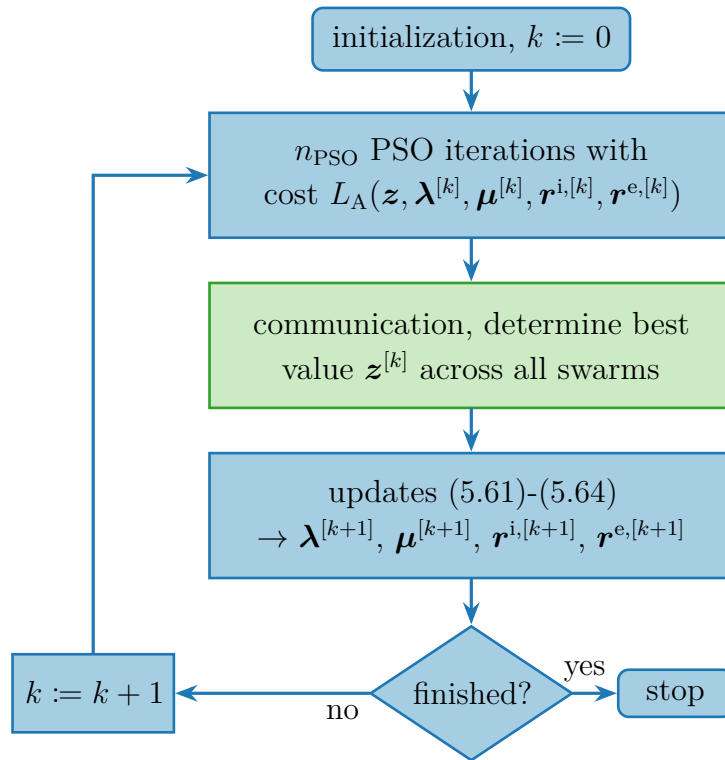 initialization, k := 0
n_PSO PSO iterations with
cost L_A(z, λ^[k], μ^[k], r^i,[k], r^e,[k])
communication, determine best
value z^[k] across all swarms
updates (5.61)-(5.64)
→ λ^[k+1], μ^[k+1], r^i,[k+1], r^e,[k+1]
finished?
yes
stop
no
k := k + 1